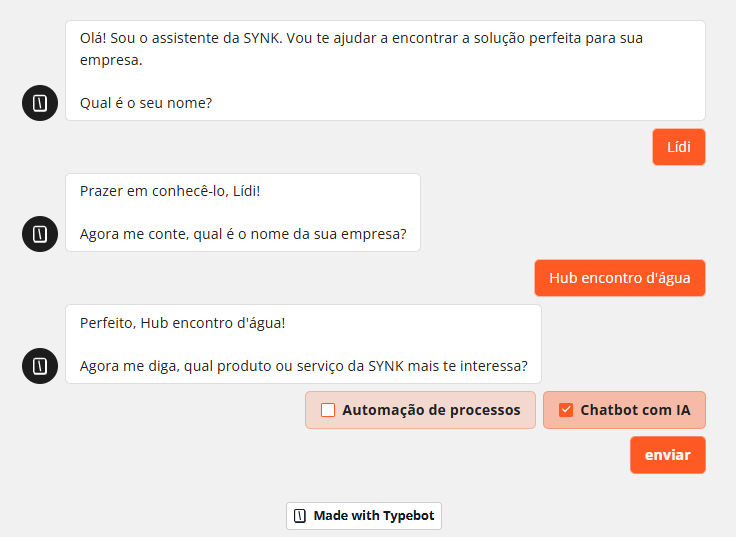 Olá! Sou o assistente da SYNK. Vou te ajudar a encontrar a solução perfeita para sua
empresa.
Qual é o seu nome?
Lídi
Prazer em conhecê-lo, Lídi!
Agora me conte, qual é o nome da sua empresa?
Hub encontro d'água
Perfeito, Hub encontro d'água!
Agora me diga, qual produto ou serviço da SYNK mais te interessa?
Automação de processos
Chatbot com IA
enviar
Made with Typebot